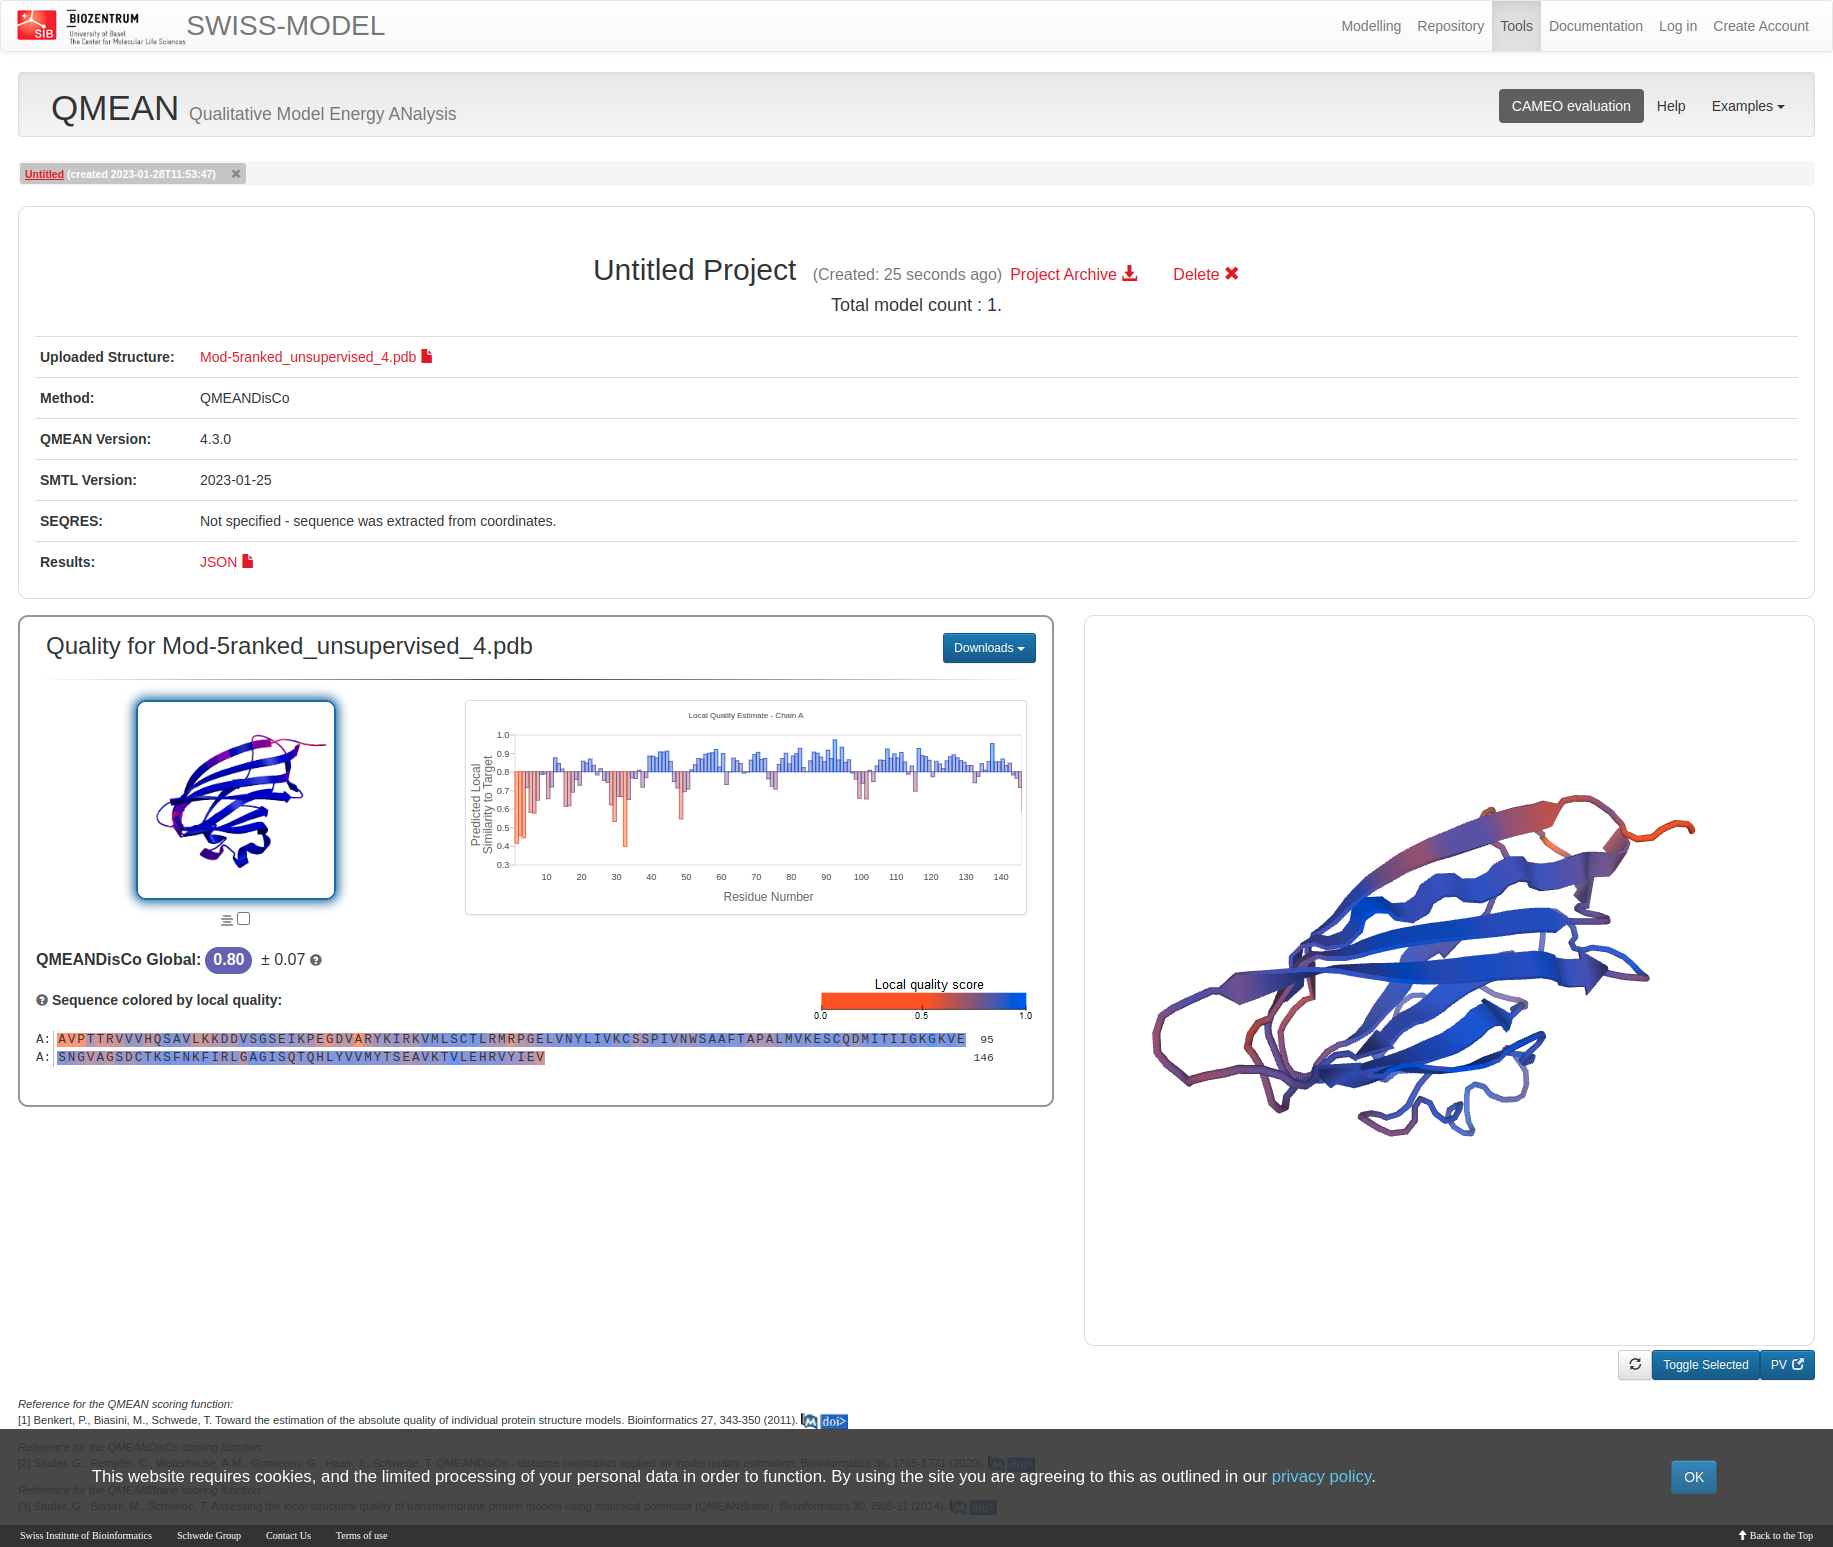 SIB
BIOZENTRUM
University of Basel
The Center for Molecular Life Sciences
SWISS-MODEL
Modelling Repository Tools Documentation Log in Create Account
QMEAN Qualitative Model Energy ANalysis
CAMEO evaluation Help Examples
Untitled (created 2023-01-28T11:53:47)
Untitled Project (Created: 25 seconds ago) Project Archive Delete
Total model count : 1.
Uploaded Structure: Mod-5ranked_unsupervised_4.pdb
Method: QMEANDisCo
QMEAN Version: 4.3.0
SMTL Version: 2023-01-25
SEQRES: Not specified - sequence was extracted from coordinates.
Results: JSON
Quality for Mod-5ranked_unsupervised_4.pdb
Downloads
Local Quality Estimate - Chain A
Predicted Local
Similarity to Target
1.0
0.9
0.8
0.7
0.6
0.5
0.4
0.3
10 20 30 40 50 60 70 80 90 100 110 120 130 140
Residue Number
QMEANDisCo Global: 0.80 ± 0.07
Sequence colored by local quality:
Local quality score
0.0 0.5 1.0
A: AVPTTRVVVHQSAVLKKDDVSGSEIKPEGDVARYKIRKVMLSCTLRMRPGELVNYLIVKCSSPIVNWSAAFTAPALMVKESCQDMITIIGKGKVE 95
A: SNGVAGSDCTKSFNKFIRLGAGISQTQHLYVVMYTSEAVKTVLEHRVYIEV 146
Toggle Selected PV
Reference for the QMEAN scoring function:
[1] Benkert, P., Biasini, M., Schwede, T. Toward the estimation of the absolute quality of individual protein structure models. Bioinformatics 27, 343-350 (2011). M doi>
Reference for the QMEANDisCo scoring function:
[2] Studer, G., Rempfer, C., Waterhouse, A.M., Gumienny, G., Haas, J., Schwede, T. QMEANDisCo - distance constraints applied on model quality estimation. Bioinformatics 36, 1765-1771 (2020). M doi>
This website requires cookies, and the limited processing of your personal data in order to function. By using the site you are agreeing to this as outlined in our privacy policy.
OK
Reference for the QMEANBrane scoring function:
[3] Studer, G., Biasini, M., Schwede, T. Assessing the local structural quality of transmembrane protein models using statistical potentials (QMEANBrane). Bioinformatics 30, i505-11 (2014). M doi>
Swiss Institute of Bioinformatics Schwede Group Contact Us Terms of use
Back to the Top